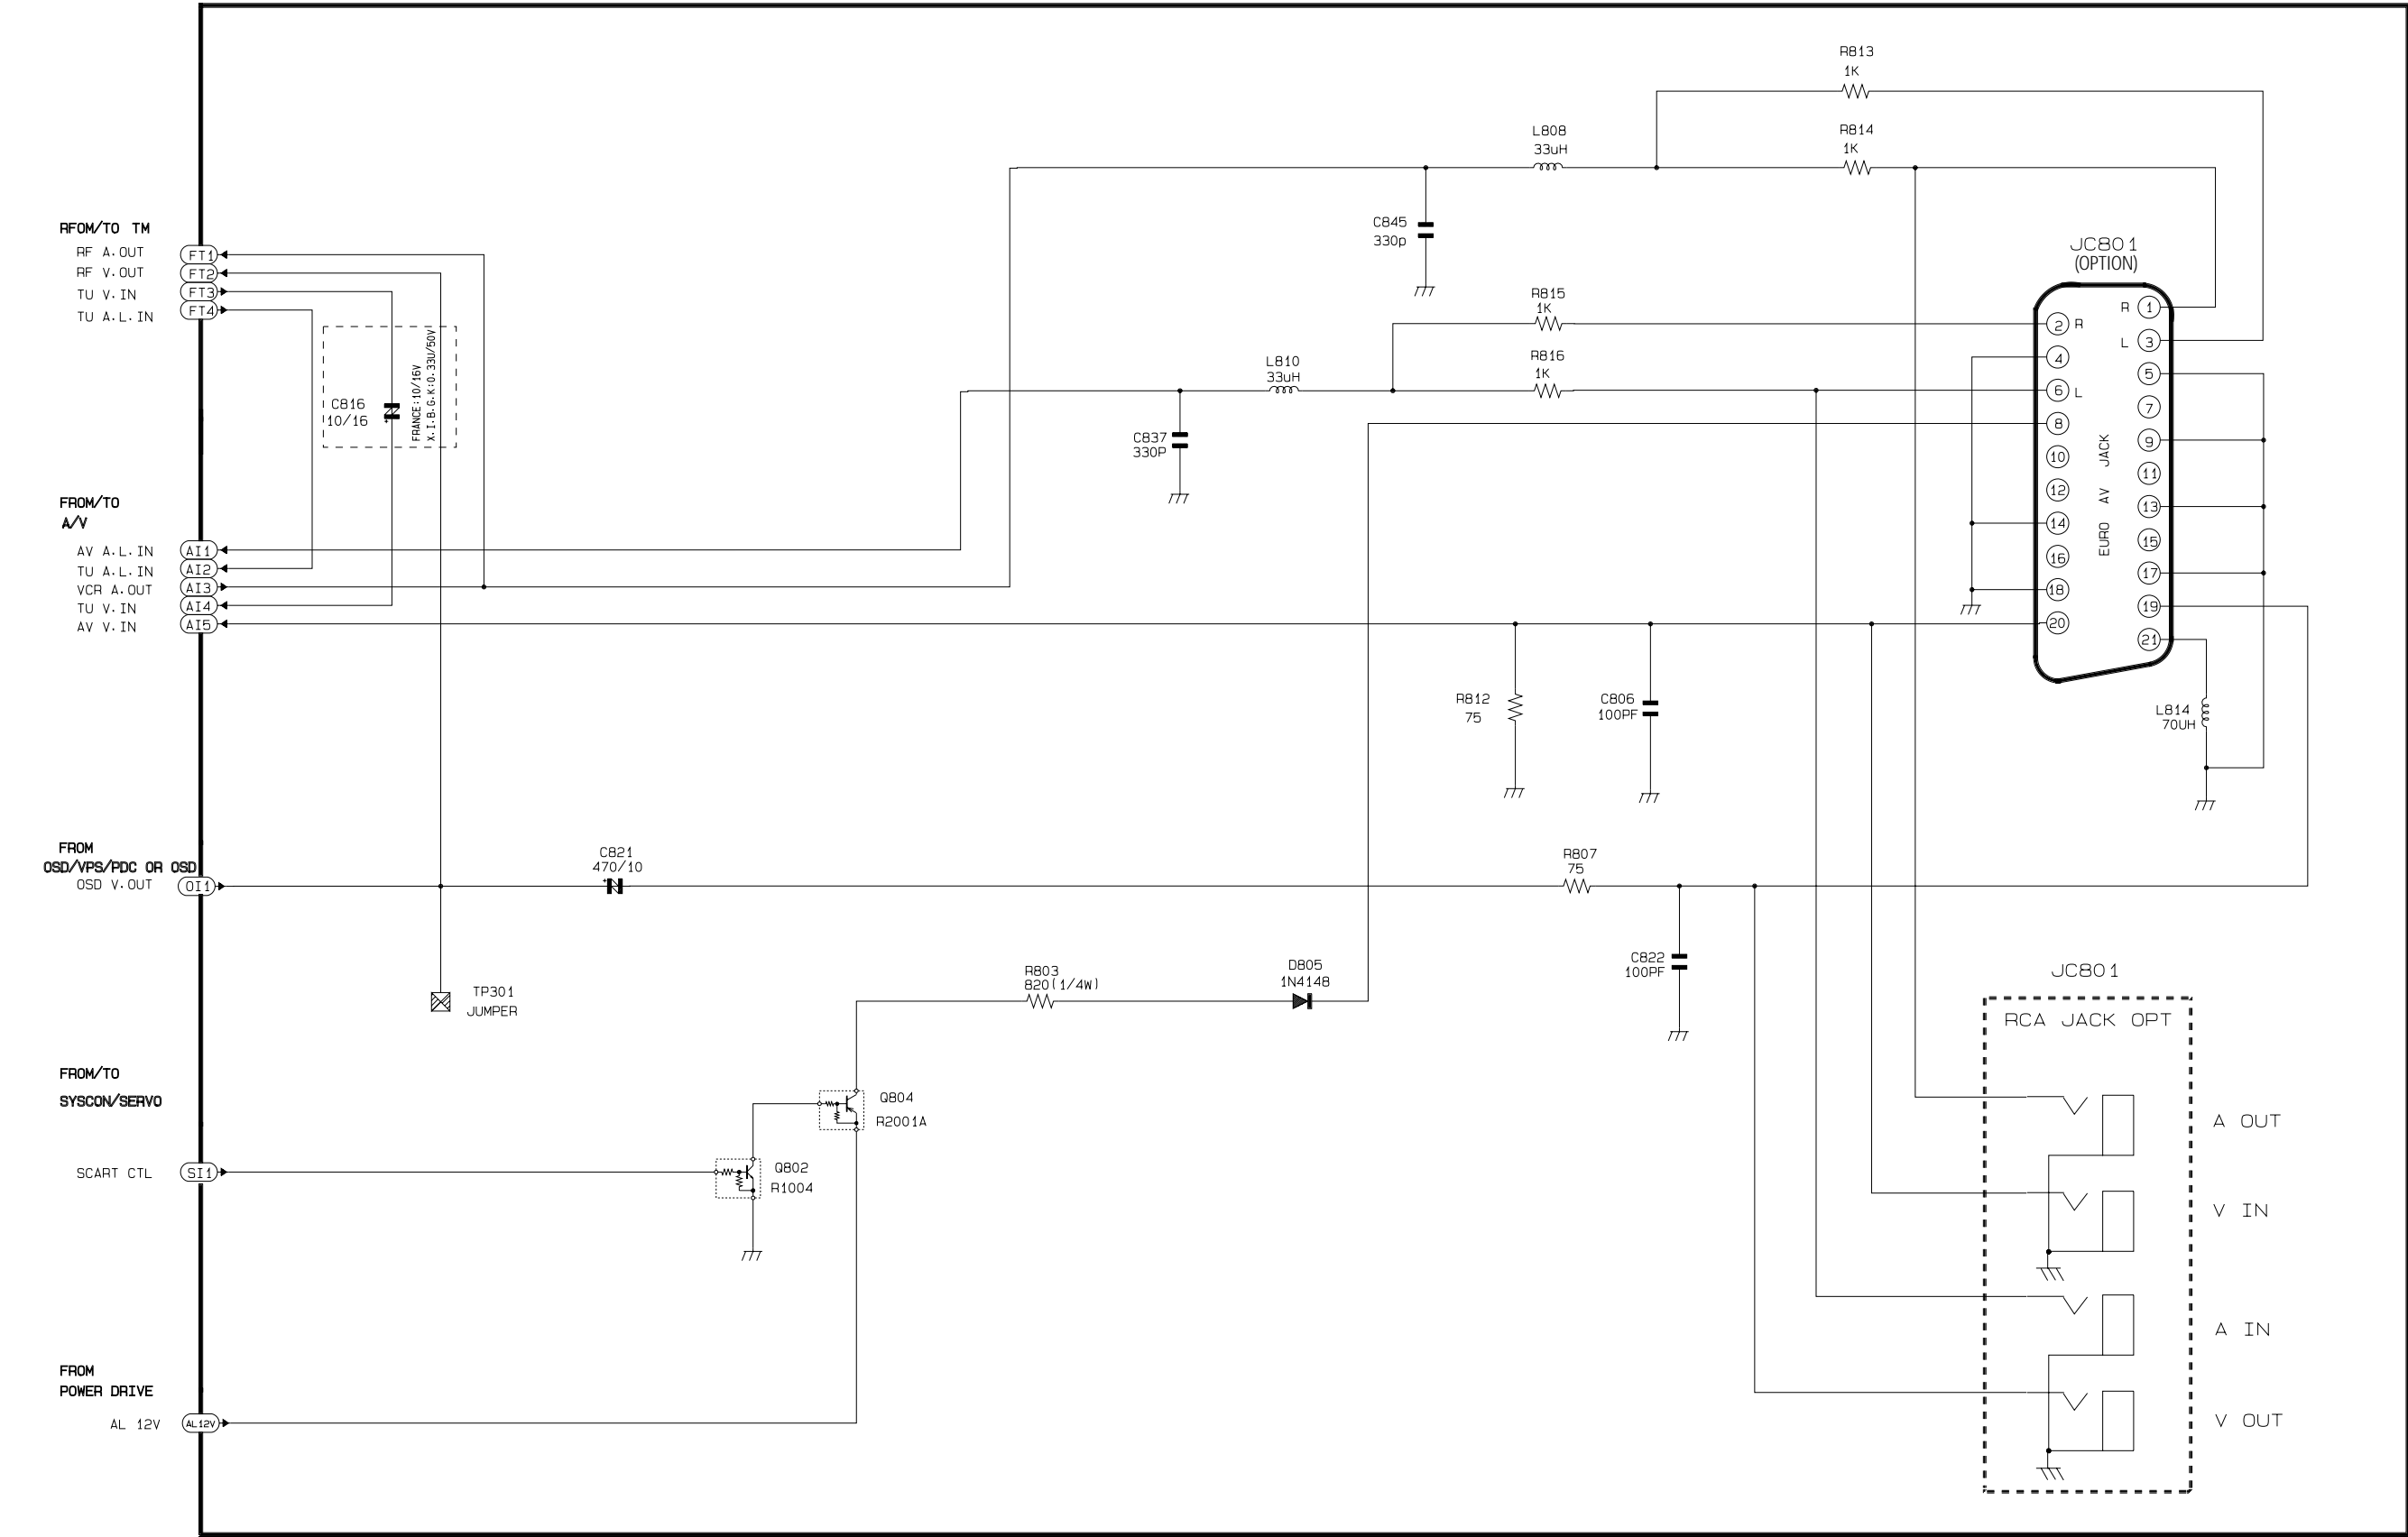 R813
1K
R814
1K
L808
33uH
C845
330p
RFOM/TO TM
RF A.OUT
FT1
RF V.OUT
FT2
TU V.IN
FT3
TU A.L.IN
FT4
C816
10/16
FRANCE:10/16V
X.I.B.G.K:0.33U/50V
L810
33uH
C837
330P
R815
1K
R816
1K
JC801
(OPTION)
R
1
2
R
L
3
4
5
6
L
7
8
9
10
11
12
13
14
15
16
17
18
19
20
21
EURO AV JACK
FROM/TO
A/V
AV A.L.IN
AI1
TU A.L.IN
AI2
VCR A.OUT
AI3
TU V.IN
AI4
AV V.IN
AI5
R812
75
C806
100PF
L814
70UH
FROM
OSD/VPS/PDC OR OSD
OSD V.OUT
OI1
C821
470/10
R807
75
C822
100PF
TP301
JUMPER
R803
820(1/4W)
D805
1N4148
FROM/TO
SYSCON/SERVO
SCART CTL
SI1
Q804
R2001A
Q802
R1004
FROM
POWER DRIVE
AL 12V
AL12V
JC801
RCA JACK OPT
A OUT
V IN
A IN
V OUT